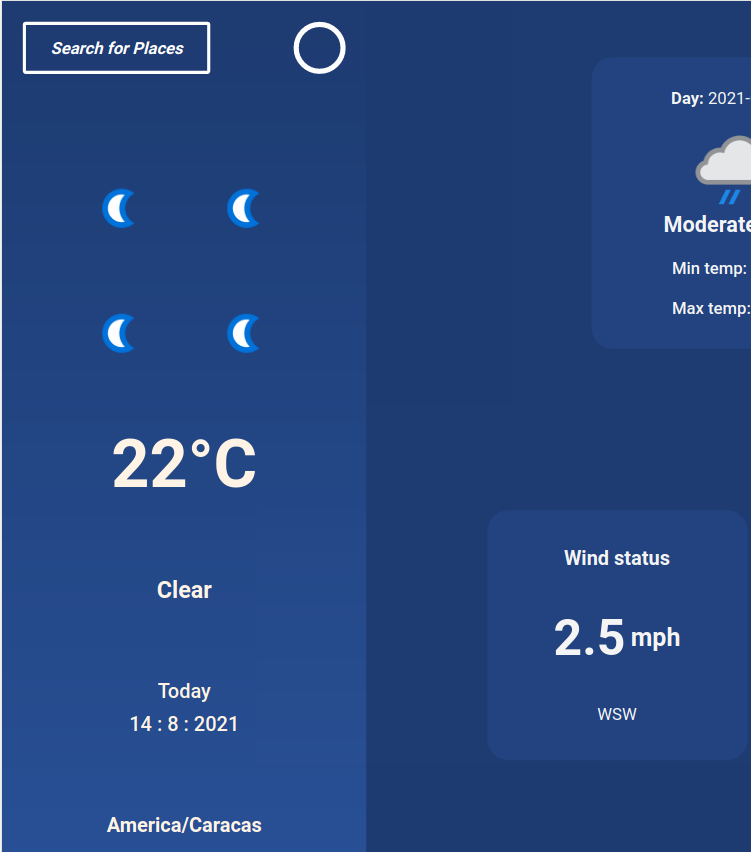 Search for Places
22°C
Clear
Today
14 : 8 : 2021
America/Caracas
Day: 2021-
Moderate
Min temp:
Max temp:
Wind status
2.5 mph
WSW